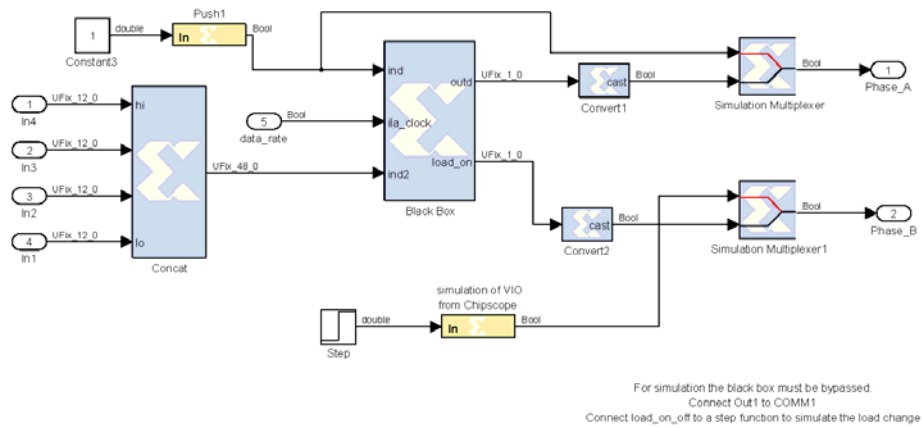 Push1
double
In
Bool
1
Constant3
ind
outd
UFix_1_0
cast
Bool
Convert1
Bool
Simulation Multiplexer
1
Phase_A
1
In4
UFix_12_0
hi
5
Bool
data_rate
ila_clock
2
In3
UFix_12_0
UFix_48_0
load_on
UFix_1_0
ind2
Black Box
3
In2
UFix_12_0
4
In1
UFix_12_0
lo
Concat
cast
Bool
Convert2
Bool
Simulation Multiplexer1
2
Phase_B
simulation of VIO
from Chipscope
double
In
Bool
Step
For simulation the black box must be bypassed.
Connect Out1 to COMM1
Connect load_on_off to a step function to simulate the load change